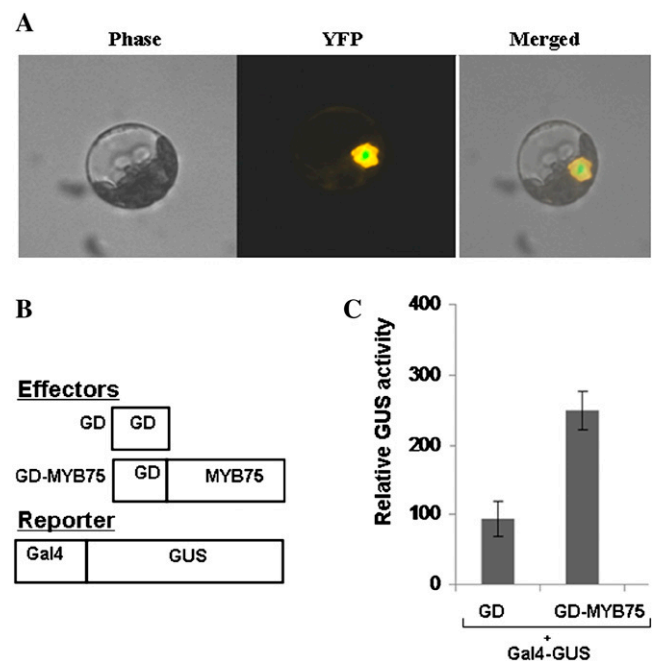 A
Phase YFP Merged
B
Effectors
GD GD
GD-MYB75 GD MYB75
Reporter
Gal4 GUS
C
Relative GUS activity
400
300
200
100
0
GD GD-MYB75
+
Gal4-GUS